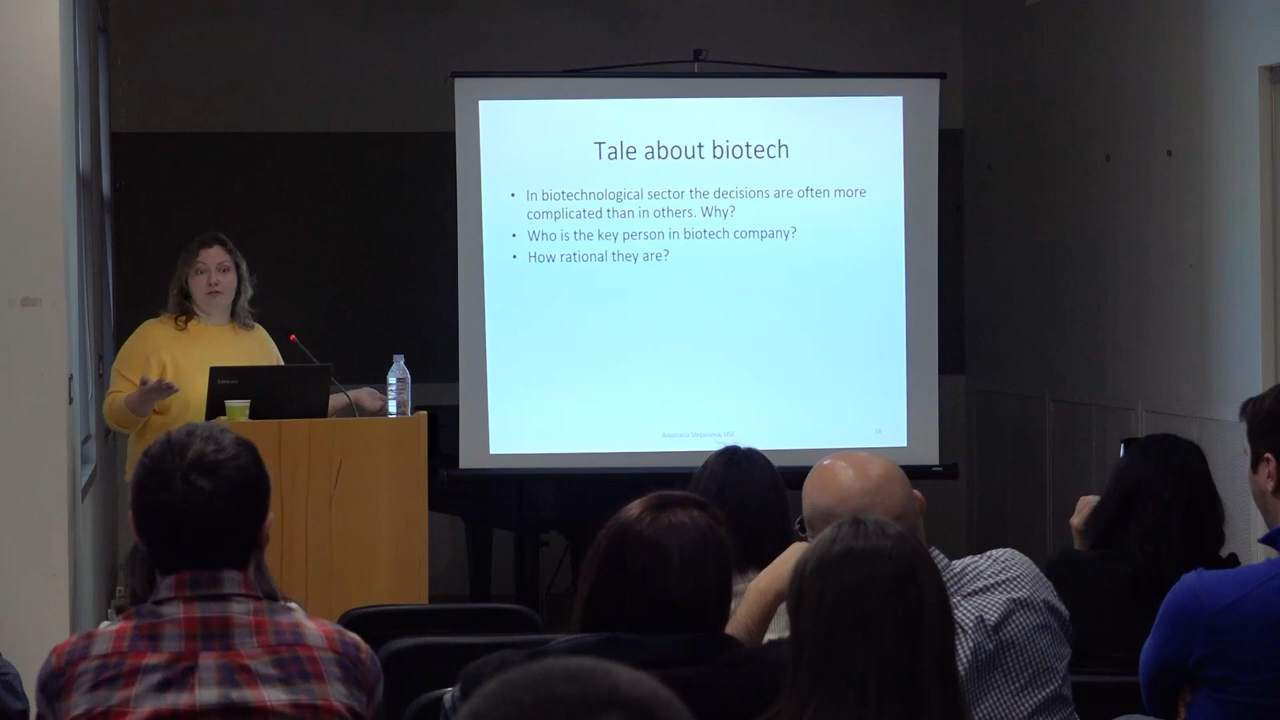 Tale about biotech
• In biotechnological sector the decisions are often more
complicated than in others. Why?
• Who is the key person in biotech company?
• How rational they are?
Lenovo